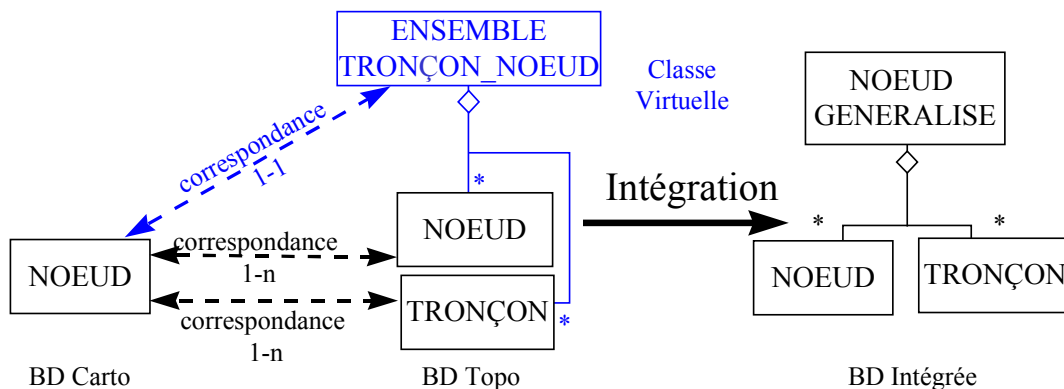 ENSEMBLE
TRONÇON_NOEUD
Classe
Virtuelle
NOEUD
GENERALISE
correspondance
1-1
*
Intégration
*
*
NOEUD
correspondance
1-n
NOEUD
NOEUD
TRONÇON
TRONÇON
*
correspondance
1-n
BD Carto
BD Topo
BD Intégrée